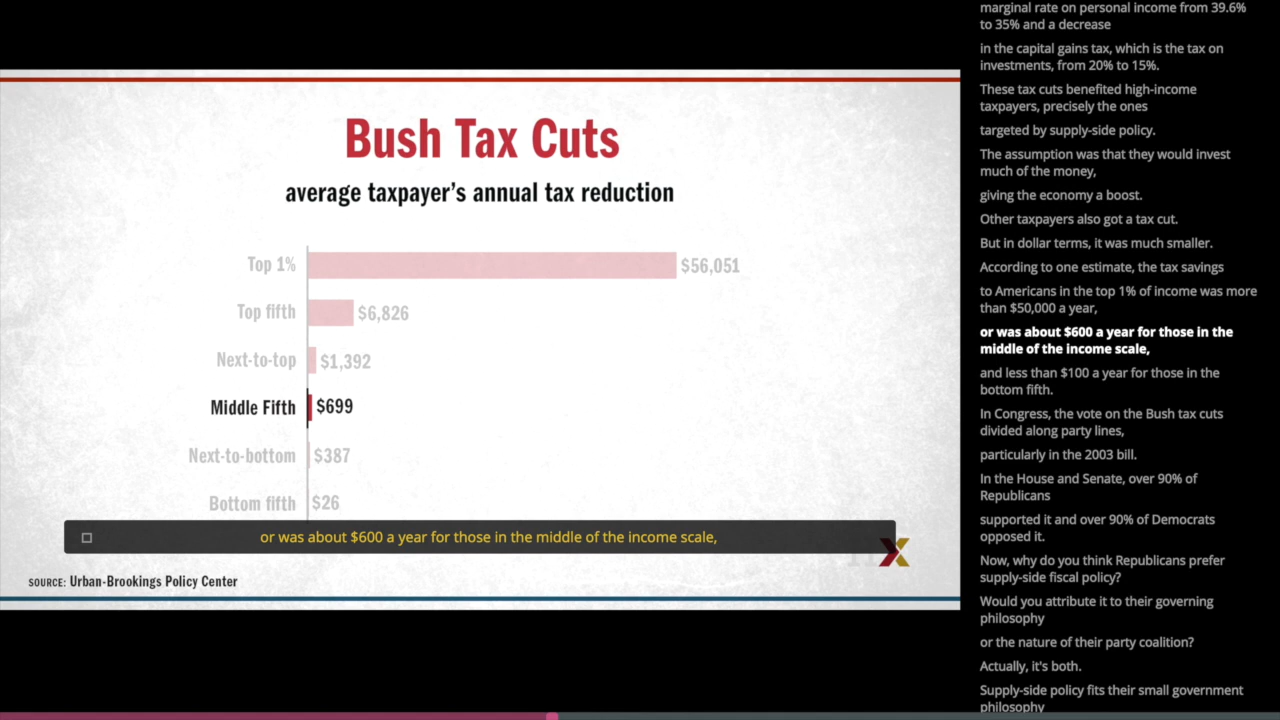 Bush Tax Cuts
average taxpayer's annual tax reduction
Top 1% $56,051
Top fifth $6,826
Next-to-top $1,392
Middle Fifth $699
Next-to-bottom $387
Bottom fifth $26
or was about $600 a year for those in the middle of the income scale,
SOURCE: Urban-Brookings Policy Center
marginal rate on personal income from 39.6%
to 35% and a decrease
in the capital gains tax, which is the tax on
investments, from 20% to 15%.
These tax cuts benefited high-income
taxpayers, precisely the ones
targeted by supply-side policy.
The assumption was that they would invest
much of the money,
giving the economy a boost.
Other taxpayers also got a tax cut.
But in dollar terms, it was much smaller.
According to one estimate, the tax savings
to Americans in the top 1% of income was more
than $50,000 a year,
or was about $600 a year for those in the
middle of the income scale,
and less than $100 a year for those in the
bottom fifth.
In Congress, the vote on the Bush tax cuts
divided along party lines,
particularly in the 2003 bill.
In the House and Senate, over 90% of
Republicans
supported it and over 90% of Democrats
opposed it.
Now, why do you think Republicans prefer
supply-side fiscal policy?
Would you attribute it to their governing
philosophy
or the nature of their party coalition?
Actually, it's both.
Supply-side policy fits their small government
philosophy